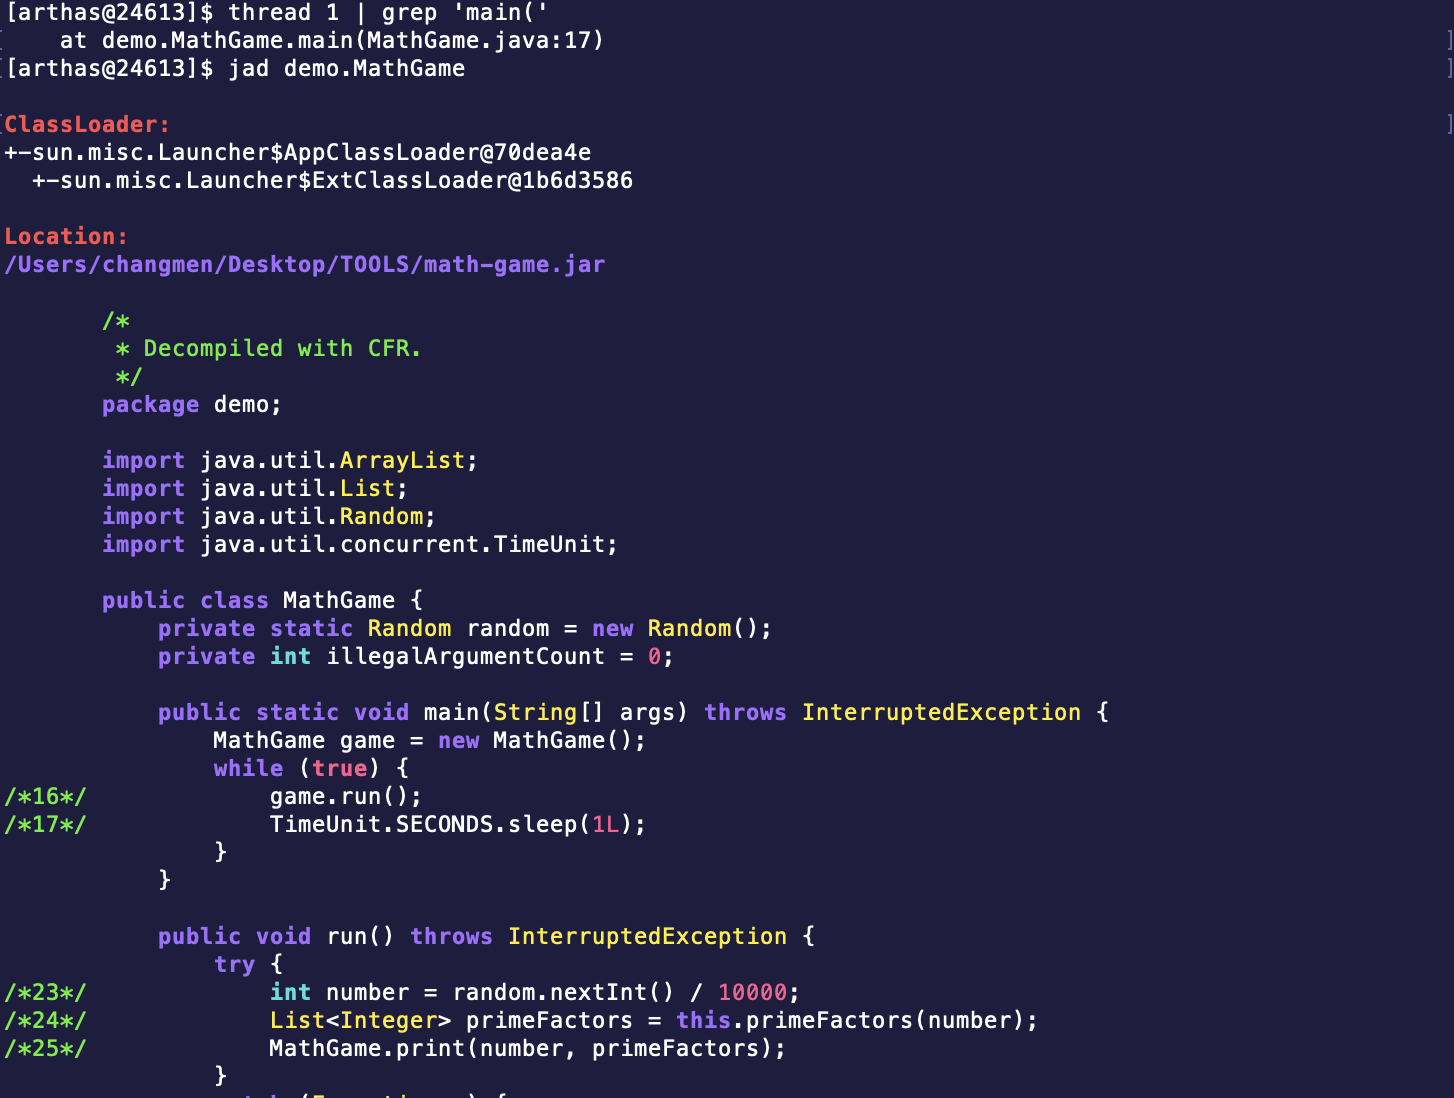 [arthas@24613]$ thread 1 | grep 'main('
    at demo.MathGame.main(MathGame.java:17)
[arthas@24613]$ jad demo.MathGame

ClassLoader:
+-sun.misc.Launcher$AppClassLoader@70dea4e
  +-sun.misc.Launcher$ExtClassLoader@1b6d3586

Location:
/Users/changmen/Desktop/TOOLS/math-game.jar

       /*
        * Decompiled with CFR.
        */
       package demo;

       import java.util.ArrayList;
       import java.util.List;
       import java.util.Random;
       import java.util.concurrent.TimeUnit;

       public class MathGame {
           private static Random random = new Random();
           private int illegalArgumentCount = 0;

           public static void main(String[] args) throws InterruptedException {
               MathGame game = new MathGame();
               while (true) {
/*16*/             game.run();
/*17*/             TimeUnit.SECONDS.sleep(1L);
               }
           }

           public void run() throws InterruptedException {
               try {
/*23*/             int number = random.nextInt() / 10000;
/*24*/             List<Integer> primeFactors = this.primeFactors(number);
/*25*/             MathGame.print(number, primeFactors);
               }